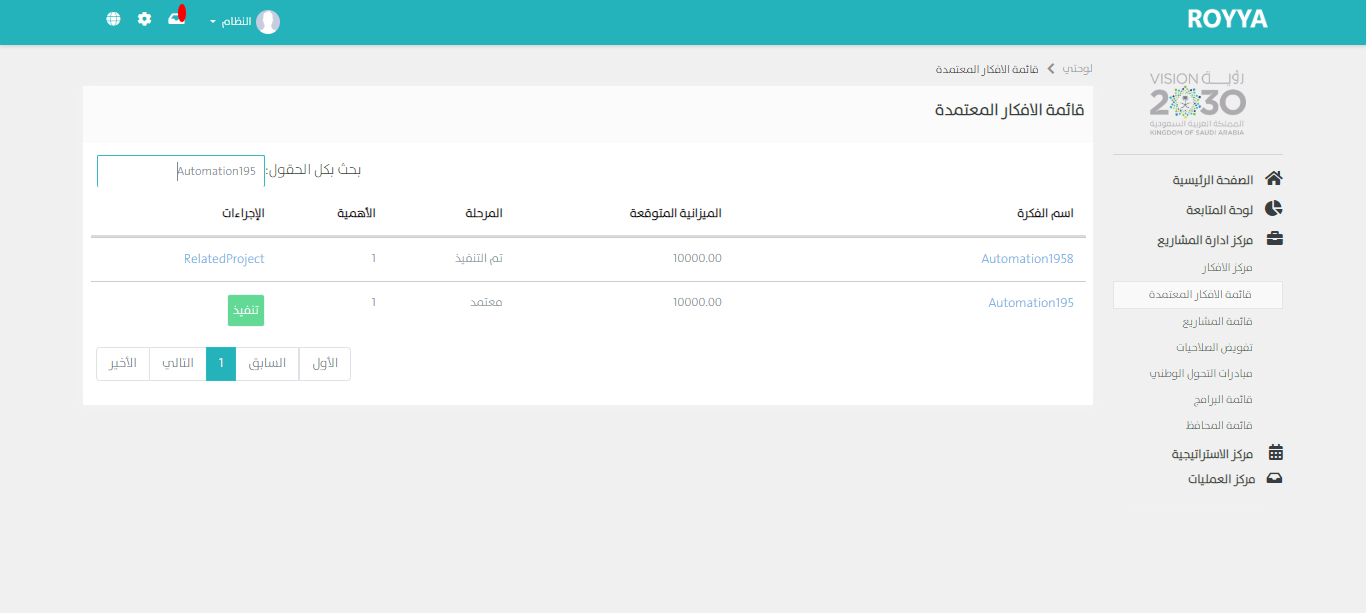 ROYYA
النظام
لوحتي
قائمة الافكار المعتمدة
VISION رؤيــــة
2030
المملكة العربية السعودية
KINGDOM OF SAUDI ARABIA
الصفحة الرئيسية
لوحة المتابعة
مركز ادارة المشاريع
مركز الافكار
قائمة الافكار المعتمدة
قائمة المشاريع
تفويض الصلاحيات
مبادرات التحول الوطني
قائمة البرامج
قائمة المحافظ
مركز الاستراتيجية
مركز العمليات
قائمة الافكار المعتمدة
بحث بكل الحقول: Automation195
اسم الفكرة الميزانية المتوقعة المرحلة الأهمية الإجراءات
Automation1958 10000.00 تم التنفيذ 1 RelatedProject
Automation195 10000.00 معتمد 1 تنفيذ
الأول السابق 1 التالي الأخير